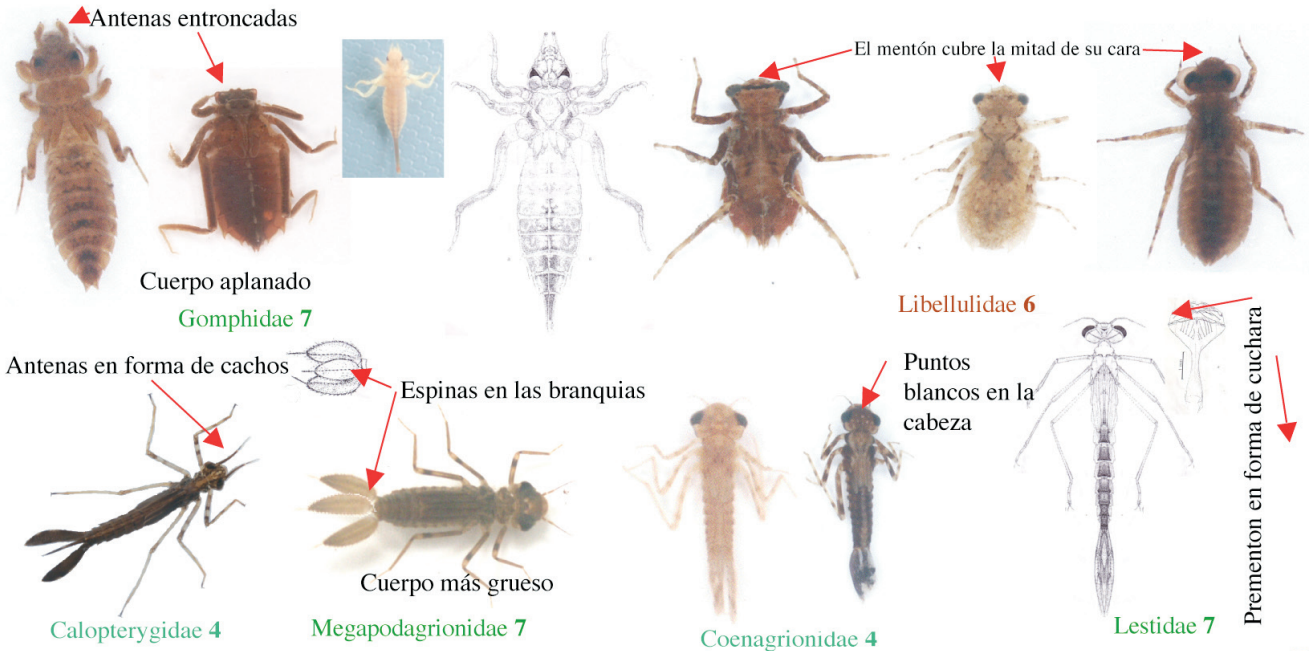 Antenas entroncadas
El mentón cubre la mitad de su cara
Cuerpo aplanado
Gomphidae 7
Libellulidae 6
Antenas en forma de cachos
Espinas en las branquias
Puntos
blancos en la
cabeza
Prementon en forma de cuchara
Cuerpo más grueso
Calopterygidae 4
Megapodagrionidae 7
Coenagrionidae 4
Lestidae 7